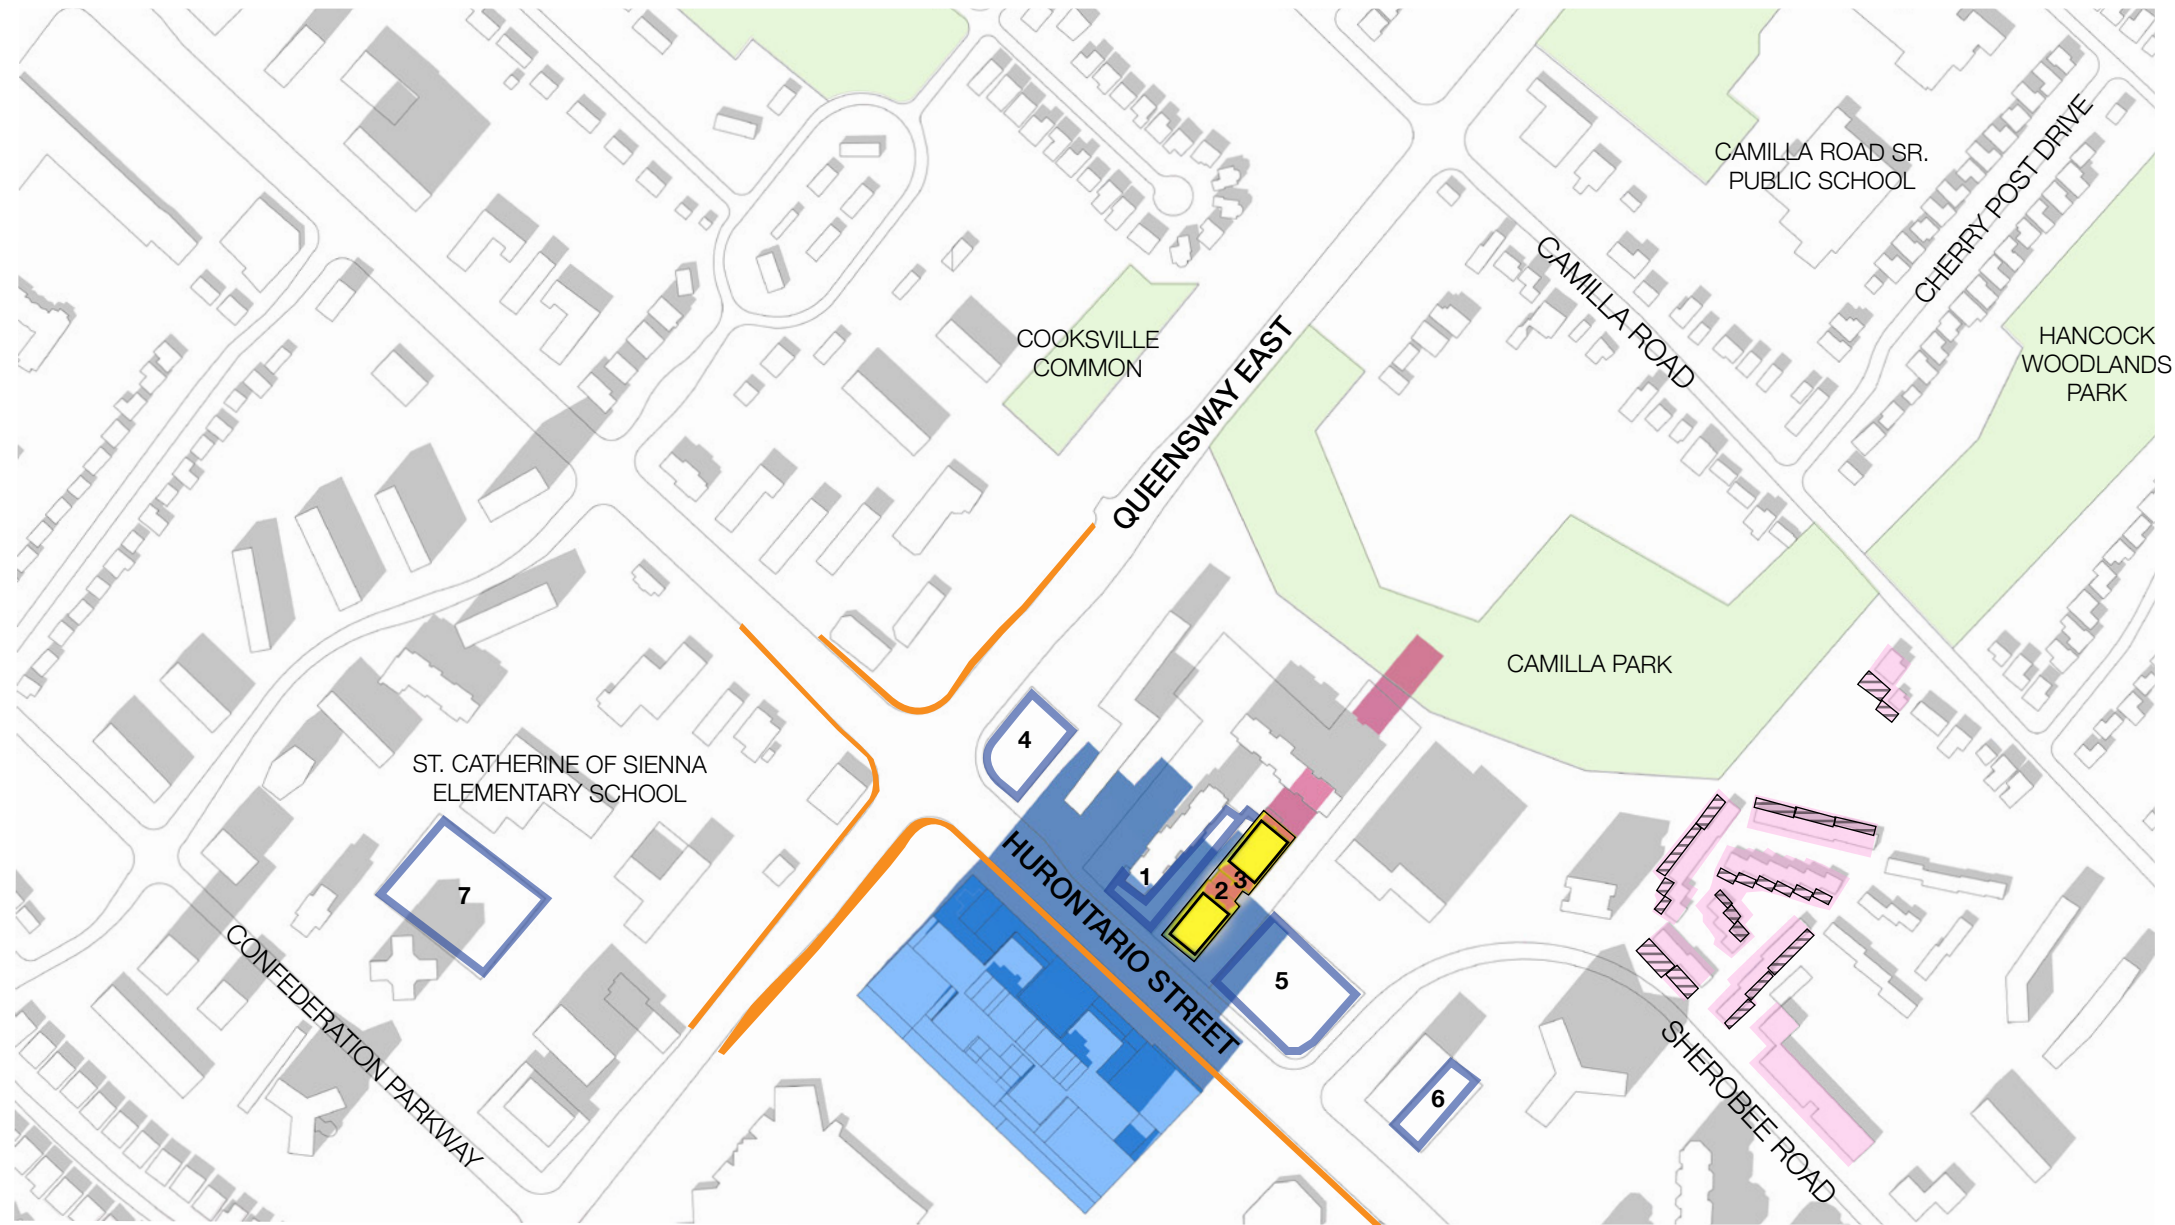 CAMILLA ROAD SR.
PUBLIC SCHOOL
CHERRY POST DRIVE
CAMILLA ROAD
HANCOCK
WOODLANDS
PARK
COOKSVILLE
COMMON
QUEENSWAY EAST
CAMILLA PARK
ST. CATHERINE OF SIENNA
ELEMENTARY SCHOOL
4
HURONTARIO STREET
1
2
3
5
7
6
CONFEDERATION PARKWAY
SHEROBEE ROAD